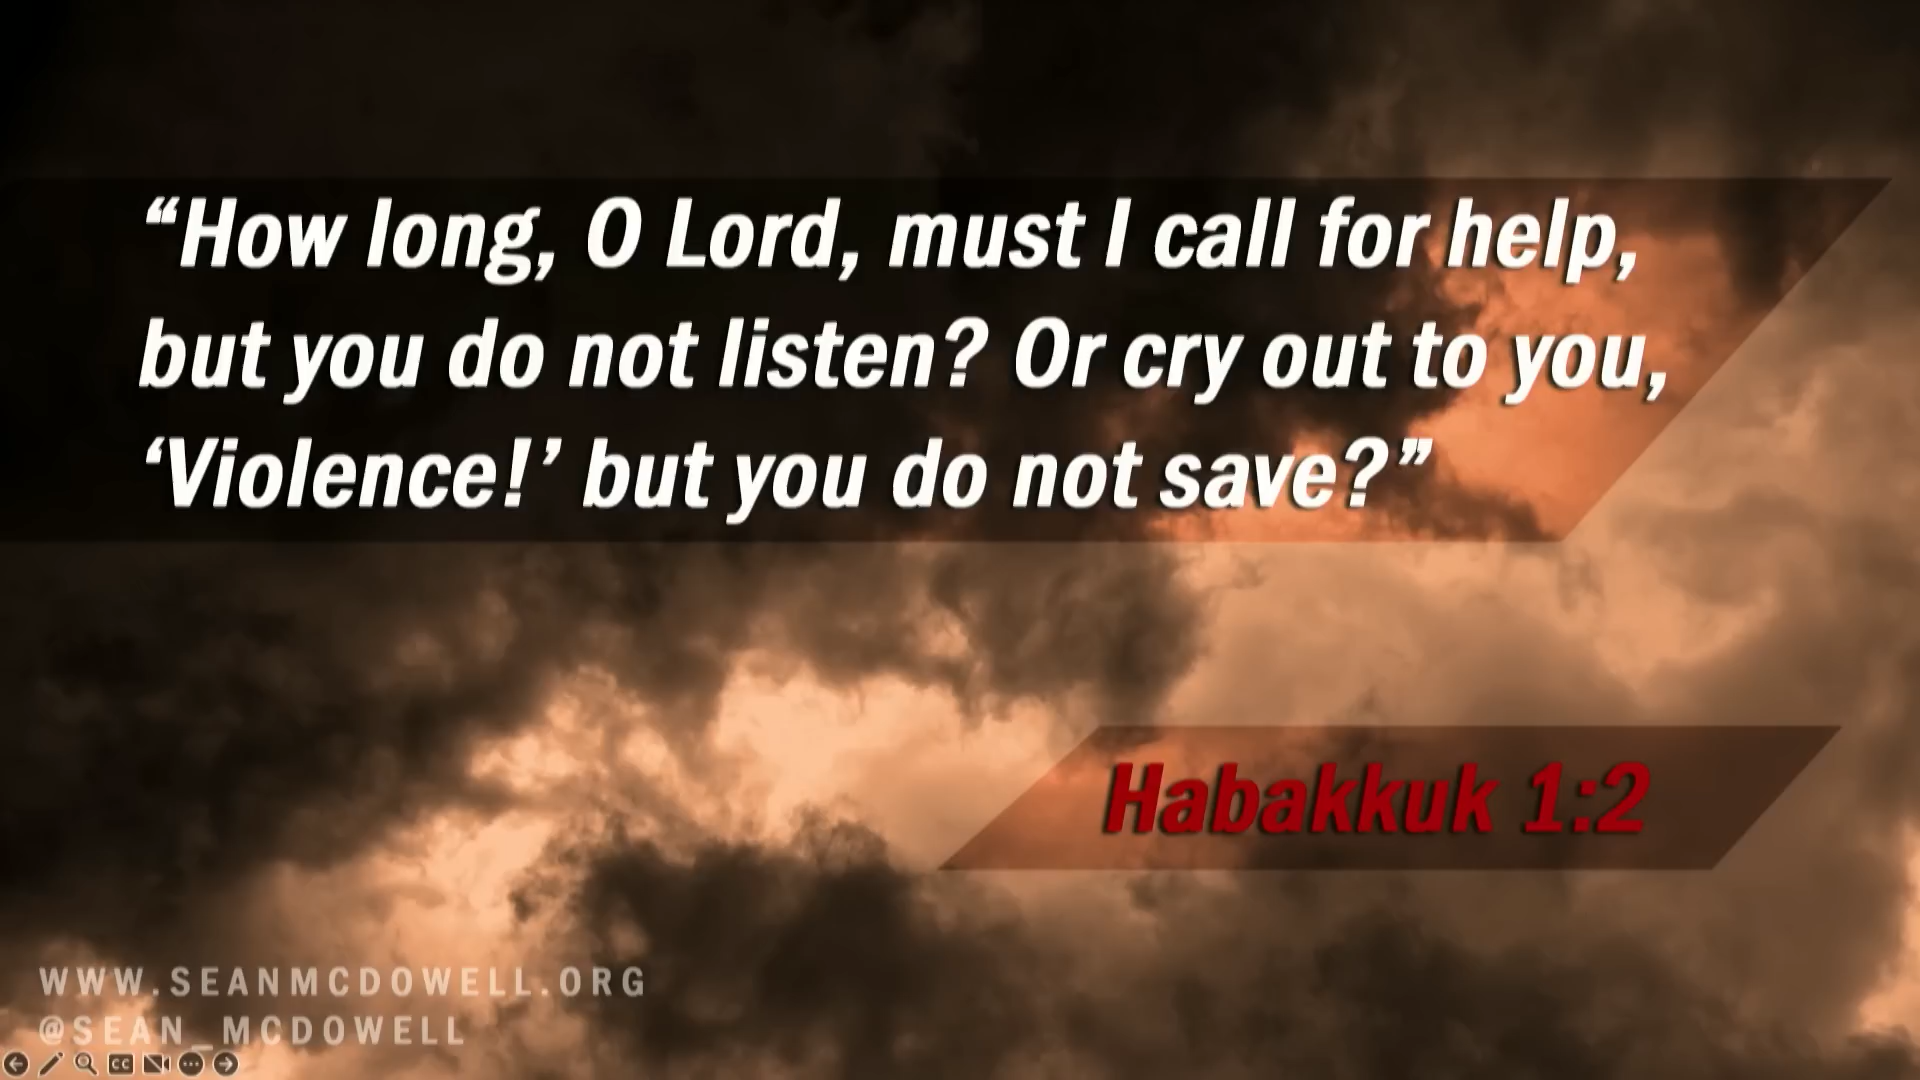 “How long, O Lord, must I call for help,
but you do not listen? Or cry out to you,
‘Violence!’ but you do not save?”
Habakkuk 1:2
WWW.SEANMCDOWELL.ORG
@SEAN_MCDOWELL
CC